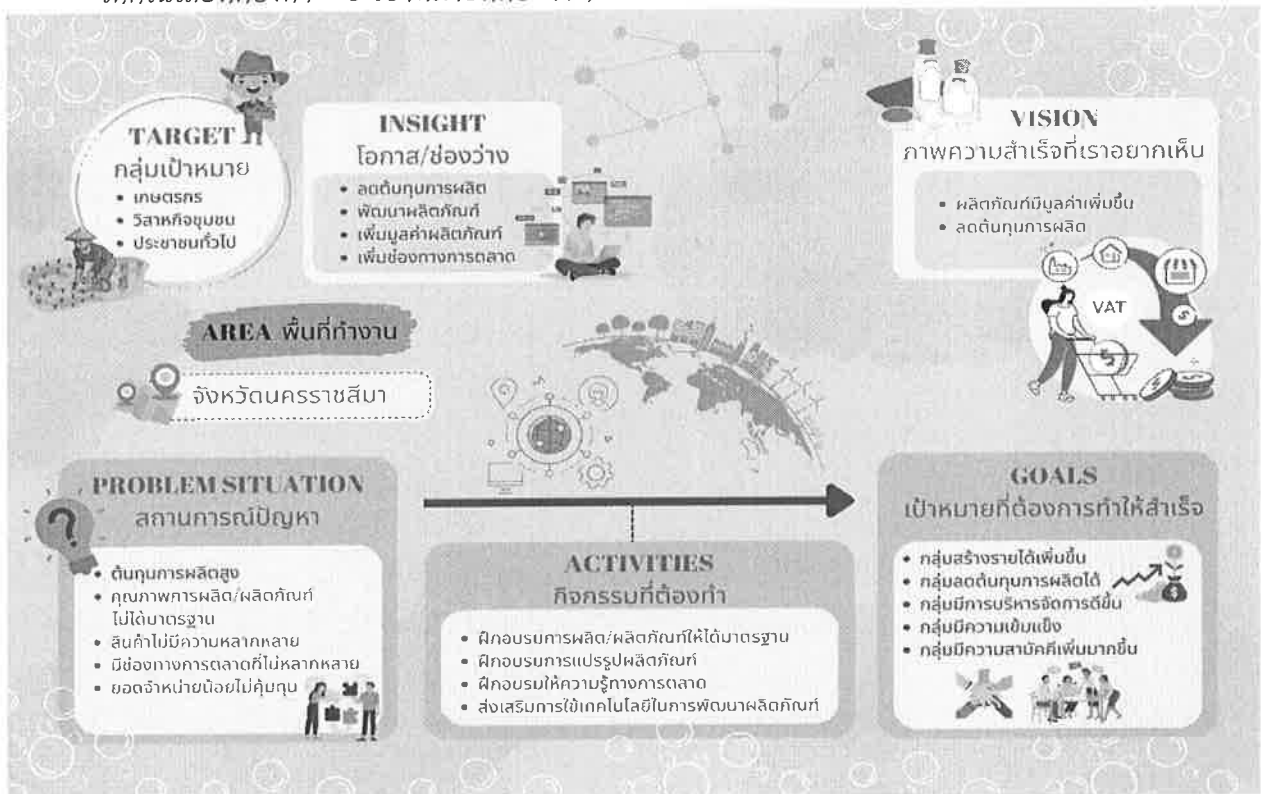 TARGET
กลุ่มเป้าหมาย
• เกษตรกร
• วิสาหกิจชุมชน
• ประชาชนทั่วไป
INSIGHT
โอกาส/ช่องว่าง
• ลดต้นทุนการผลิต
• พัฒนาผลิตภัณฑ์
• เพิ่มมูลค่าผลิตภัณฑ์
• เพิ่มช่องทางการตลาด
VISION
ภาพความสำเร็จที่เราอยากเห็น
• ผลิตภัณฑ์มีมูลค่าเพิ่มขึ้น
• ลดต้นทุนการผลิต
VAT
AREA พื้นที่ทำงาน
จังหวัดนครราชสีมา
PROBLEM SITUATION
สถานการณ์ปัญหา
• ต้นทุนการผลิตสูง
• คุณภาพการผลิต/ผลิตภัณฑ์
ไม่ได้มาตรฐาน
• สินค้าไม่มีความหลากหลาย
• มีช่องทางการตลาดที่ไม่หลากหลาย
• ยอดจำหน่ายน้อยไม่คุ้มทุน
ACTIVITIES
กิจกรรมที่ต้องทำ
• ฝึกอบรมการผลิต/ผลิตภัณฑ์ให้ได้มาตรฐาน
• ฝึกอบรมการแปรรูปผลิตภัณฑ์
• ฝึกอบรมให้ความรู้ทางการตลาด
• ส่งเสริมการใช้เทคโนโลยีในการพัฒนาผลิตภัณฑ์
GOALS
เป้าหมายที่ต้องการทำให้สำเร็จ
• กลุ่มสร้างรายได้เพิ่มขึ้น
• กลุ่มลดต้นทุนการผลิตได้
• กลุ่มมีการบริหารจัดการดีขึ้น
• กลุ่มมีความเข้มแข็ง
• กลุ่มมีความสามัคคีเพิ่มมากขึ้น